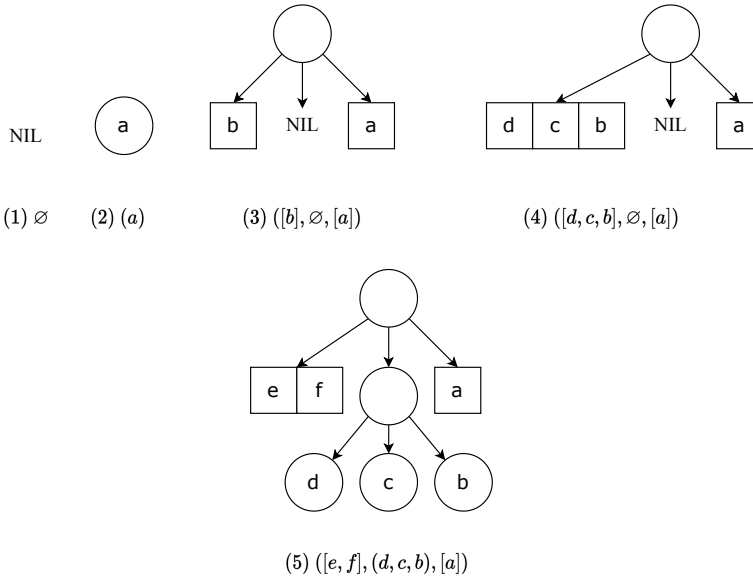 NIL
a
b
NIL
a
d c b
NIL
a
(1) ∅
(2) (a)
(3) ([b], ∅, [a])
(4) ([d, c, b], ∅, [a])
e f
a
d
c
b
(5) ([e, f], (d, c, b), [a])